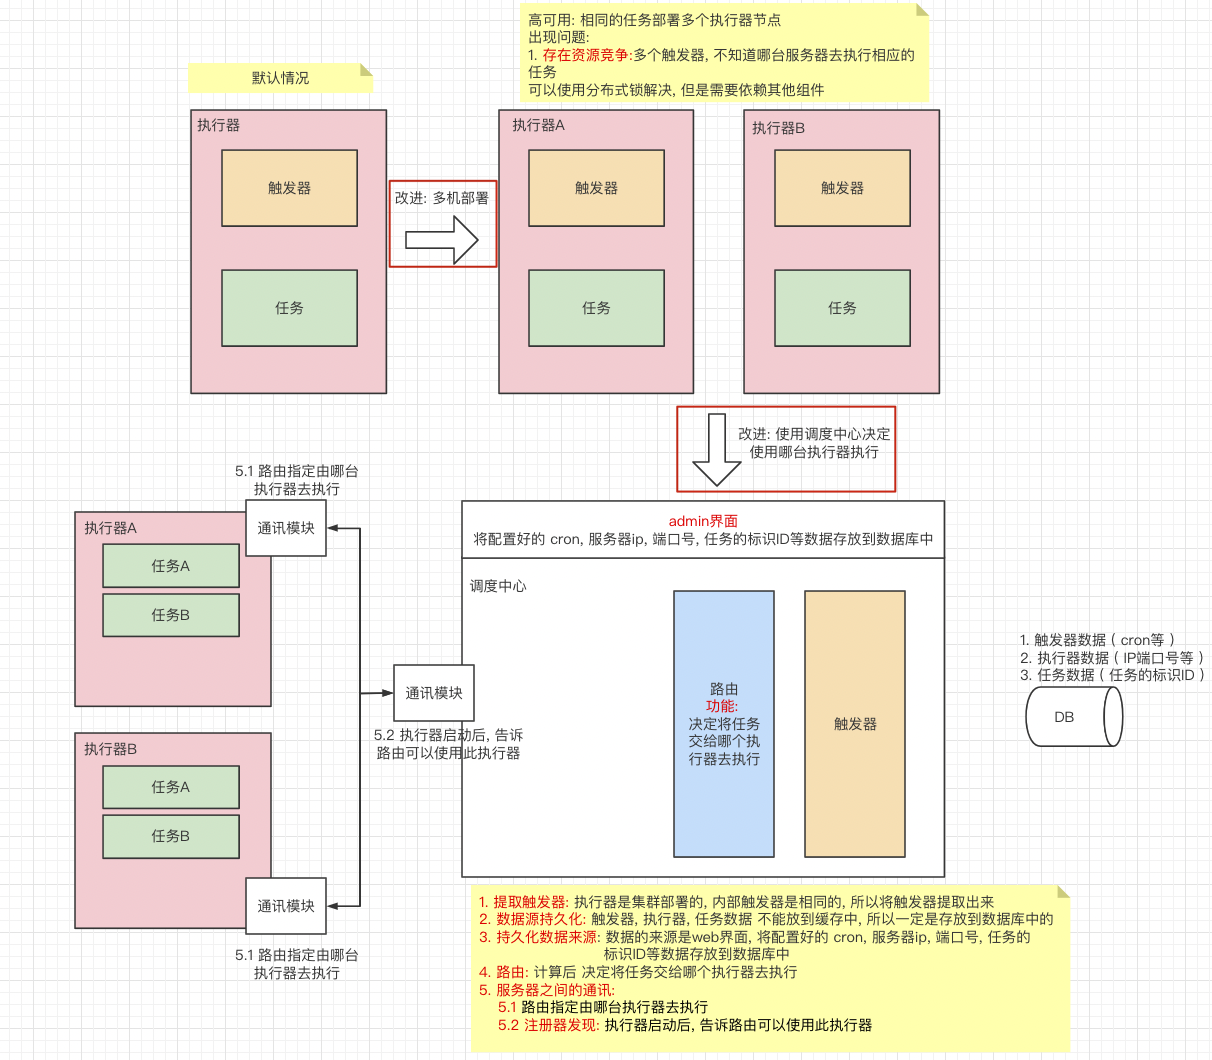 高可用: 相同的任务部署多个执行器节点
出现问题:
1. 存在资源竞争:多个触发器, 不知道哪台服务器去执行相应的
任务
可以使用分布式锁解决, 但是需要依赖其他组件
默认情况
执行器
触发器
任务
改进: 多机部署
执行器A
触发器
任务
执行器B
触发器
任务
改进: 使用调度中心决定
使用哪台执行器执行
5.1 路由指定由哪台
执行器去执行
通讯模块
执行器A
任务A
任务B
执行器B
任务A
任务B
通讯模块
5.1 路由指定由哪台
执行器去执行
通讯模块
5.2 执行器启动后, 告诉
路由可以使用此执行器
admin界面
将配置好的 cron, 服务器ip, 端口号, 任务的标识ID等数据存放到数据库中
调度中心
路由
功能:
决定将任务
交给哪个执
行器去执行
触发器
1. 触发器数据（cron等）
2. 执行器数据（IP端口号等）
3. 任务数据（任务的标识ID）
DB
1. 提取触发器: 执行器是集群部署的, 内部触发器是相同的, 所以将触发器提取出来
2. 数据源持久化: 触发器, 执行器, 任务数据 不能放到缓存中, 所以一定是存放到数据库中的
3. 持久化数据来源: 数据的来源是web界面, 将配置好的 cron, 服务器ip, 端口号, 任务的
标识ID等数据存放到数据库中
4. 路由: 计算后 决定将任务交给哪个执行器去执行
5. 服务器之间的通讯:
5.1 路由指定由哪台执行器去执行
5.2 注册器发现: 执行器启动后, 告诉路由可以使用此执行器